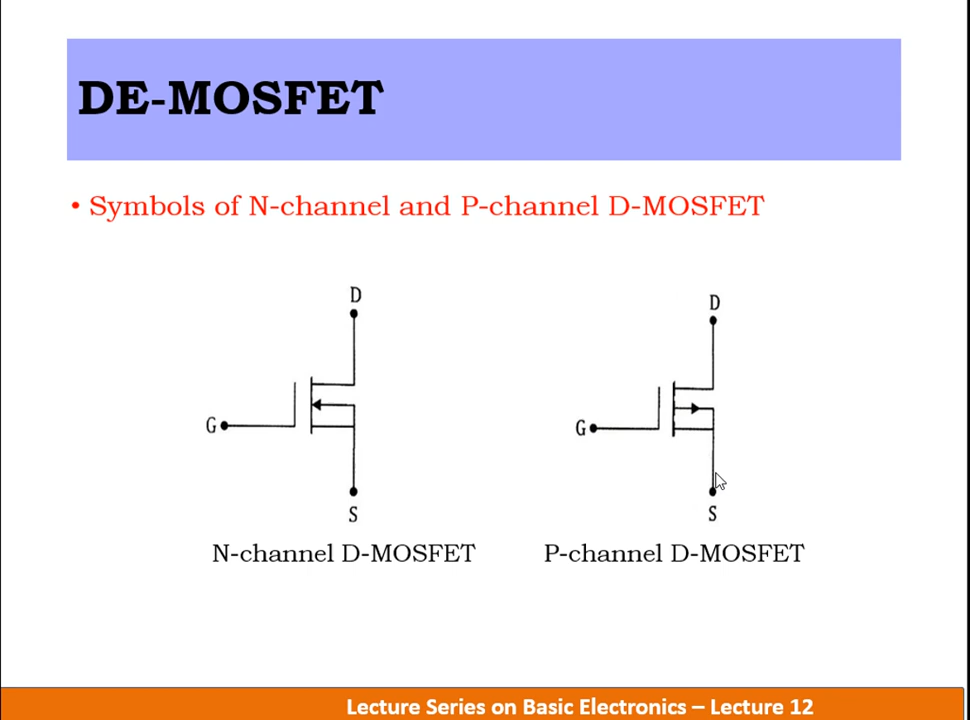 DE-MOSFET
• Symbols of N-channel and P-channel D-MOSFET
D
D
G
G
S
S
N-channel D-MOSFET
P-channel D-MOSFET
Lecture Series on Basic Electronics – Lecture 12